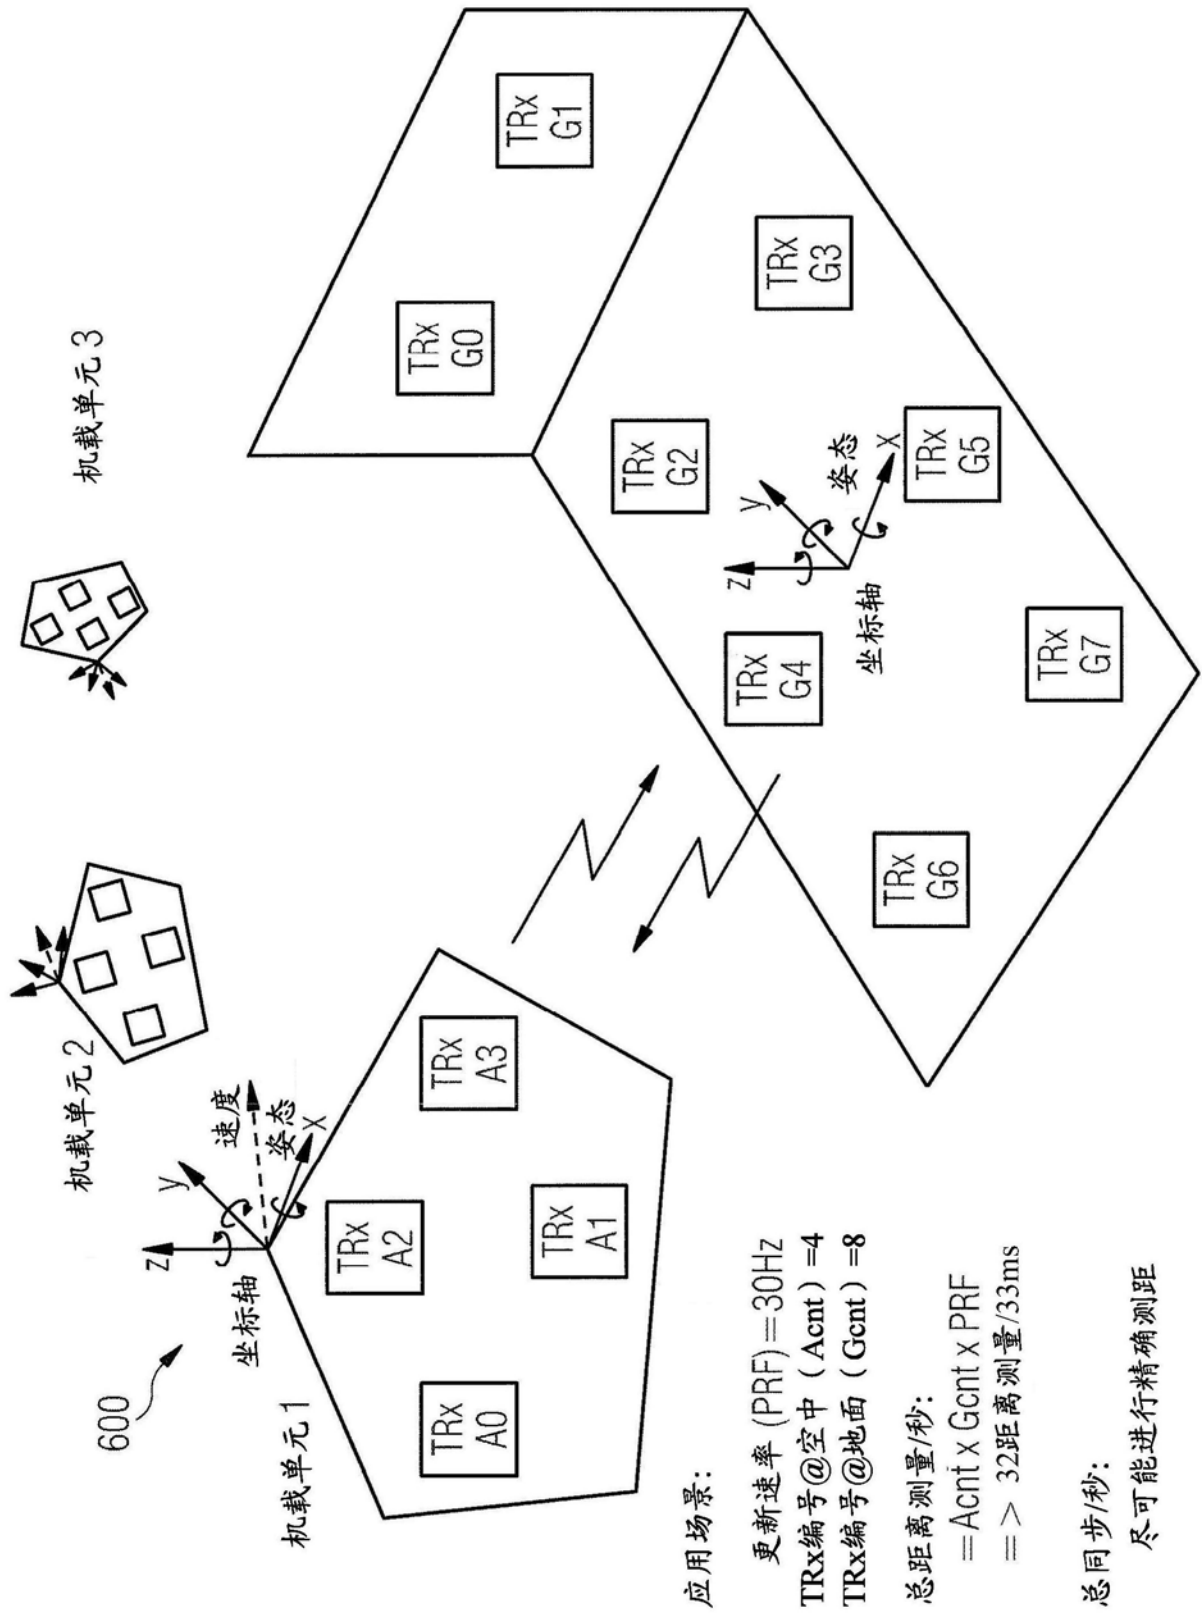 600
机载单元1
坐标轴
z
y
x
速度
姿态
TRx
A0
TRx
A2
TRx
A1
TRx
A3
机载单元2
机载单元3
TRx
G0
TRx
G1
TRx
G2
TRx
G3
TRx
G4
TRx
G5
TRx
G6
TRx
G7
坐标轴
z
y
x
姿态
应用场景:
更新速率 (PRF)=30Hz
TRx编号@空中（Acnt）=4
TRx编号@地面（Gcnt）=8
总距离测量/秒:
=Acnt x Gcnt x PRF
=> 32距离测量/33ms
总同步/秒:
尽可能进行精确测距